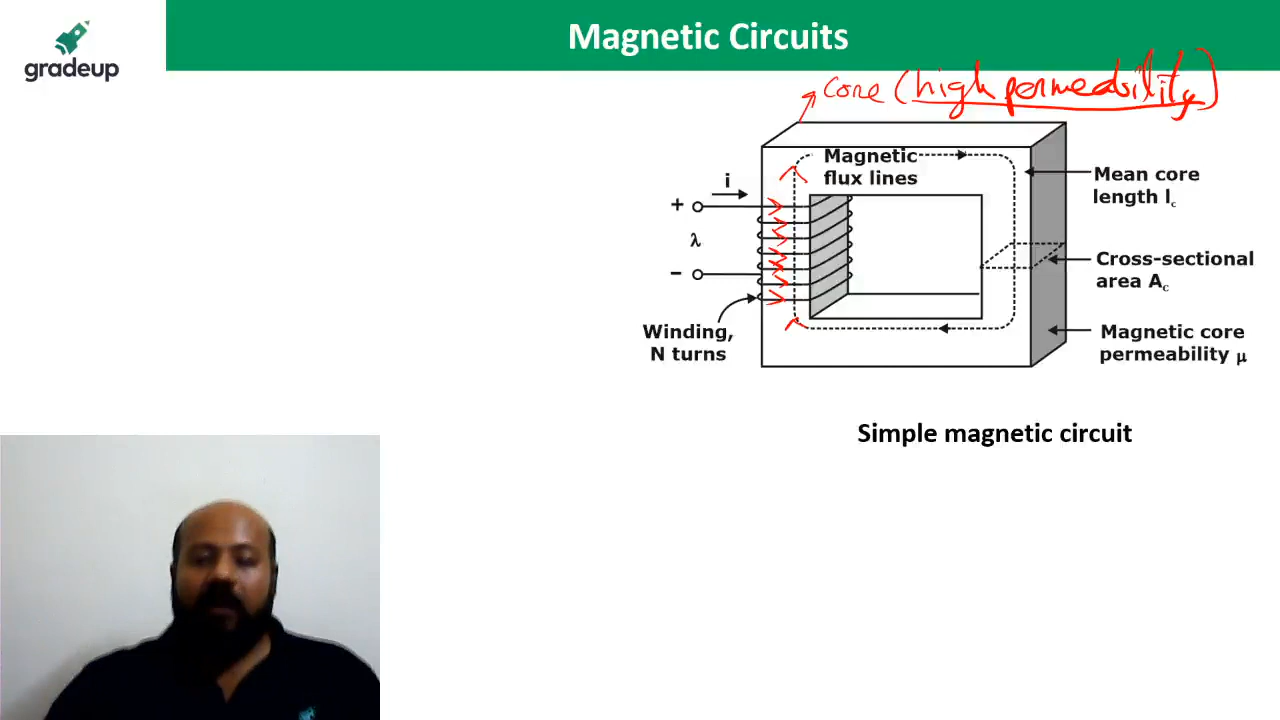 Magnetic Circuits
gradeup
core (high permeability)
Magnetic
flux lines
i
+
λ
−
Mean core
length lc
Cross-sectional
area Ac
Winding,
N turns
Magnetic core
permeability μ
Simple magnetic circuit